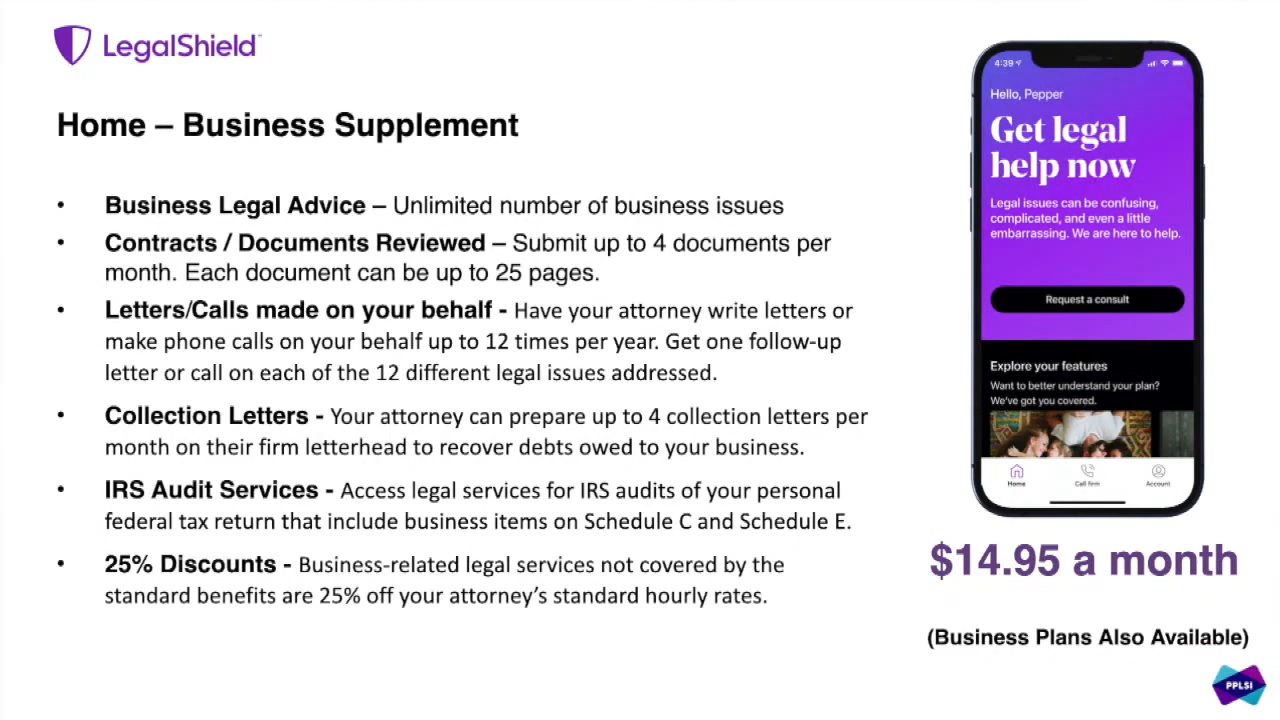 LegalShield™
Home – Business Supplement
• Business Legal Advice – Unlimited number of business issues
• Contracts / Documents Reviewed – Submit up to 4 documents per
month. Each document can be up to 25 pages.
• Letters/Calls made on your behalf - Have your attorney write letters or
make phone calls on your behalf up to 12 times per year. Get one follow-up
letter or call on each of the 12 different legal issues addressed.
• Collection Letters - Your attorney can prepare up to 4 collection letters per
month on their firm letterhead to recover debts owed to your business.
• IRS Audit Services - Access legal services for IRS audits of your personal
federal tax return that include business items on Schedule C and Schedule E.
• 25% Discounts - Business-related legal services not covered by the
standard benefits are 25% off your attorney’s standard hourly rates.
4:39
Hello, Pepper
Get legal
help now
Legal issues can be confusing,
complicated, and even a little
embarrassing. We are here to help.
Request a consult
Explore your features
Want to better understand your plan?
We've got you covered.
Home Call firm Account
$14.95 a month
(Business Plans Also Available)
PPLSI